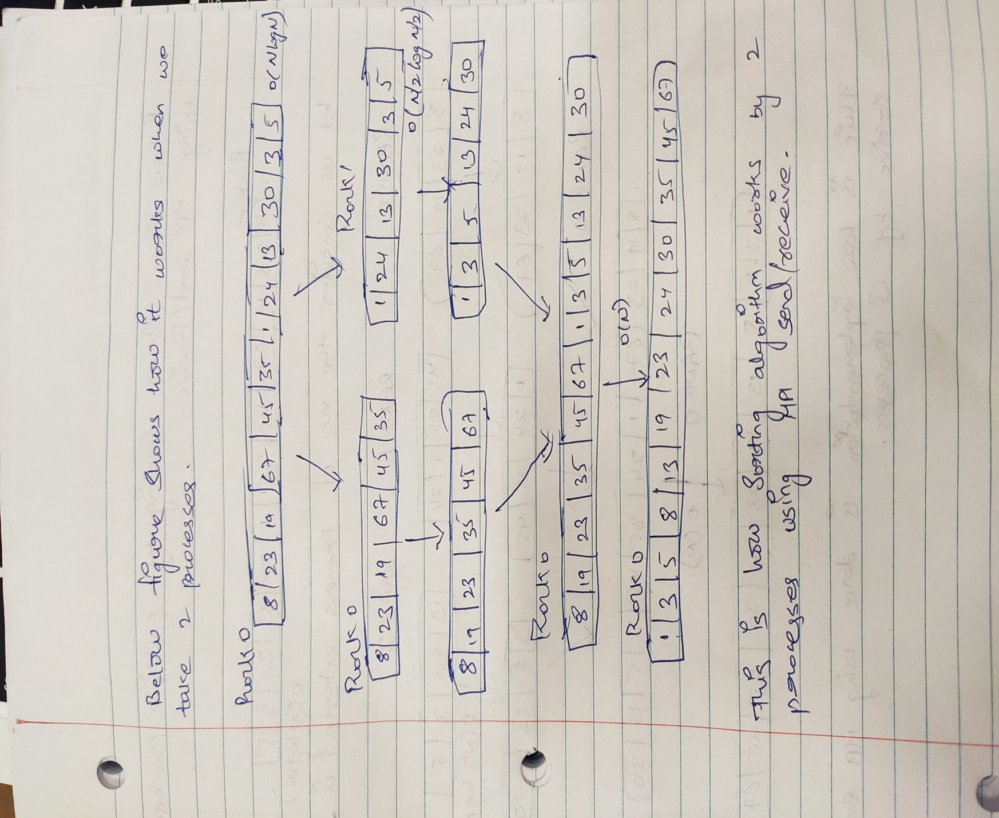 Below figure Shows how it works when we
take 2 processes.
Rank 0
8 | 23 | 19 | 67 | 45 | 35 | 1 | 24 | 13 | 30 | 3 | 5 O(NlogN)
Rank 0 Rank 1
8 | 23 | 19 | 67 | 45 | 35 1 | 24 | 13 | 30 | 3 | 5
O(N/2 log N/2)
8 | 19 | 23 | 35 | 45 | 67 1 | 3 | 5 | 13 | 24 | 30
Rank 0
8 | 19 | 23 | 35 | 45 | 67 | 1 | 3 | 5 | 13 | 24 | 30
O(N)
Rank 0
1 | 3 | 5 | 8 | 13 | 19 | 23 | 24 | 30 | 35 | 45 | 67
This is how Sorting algorithm works by 2
processes using MPI send/receive.